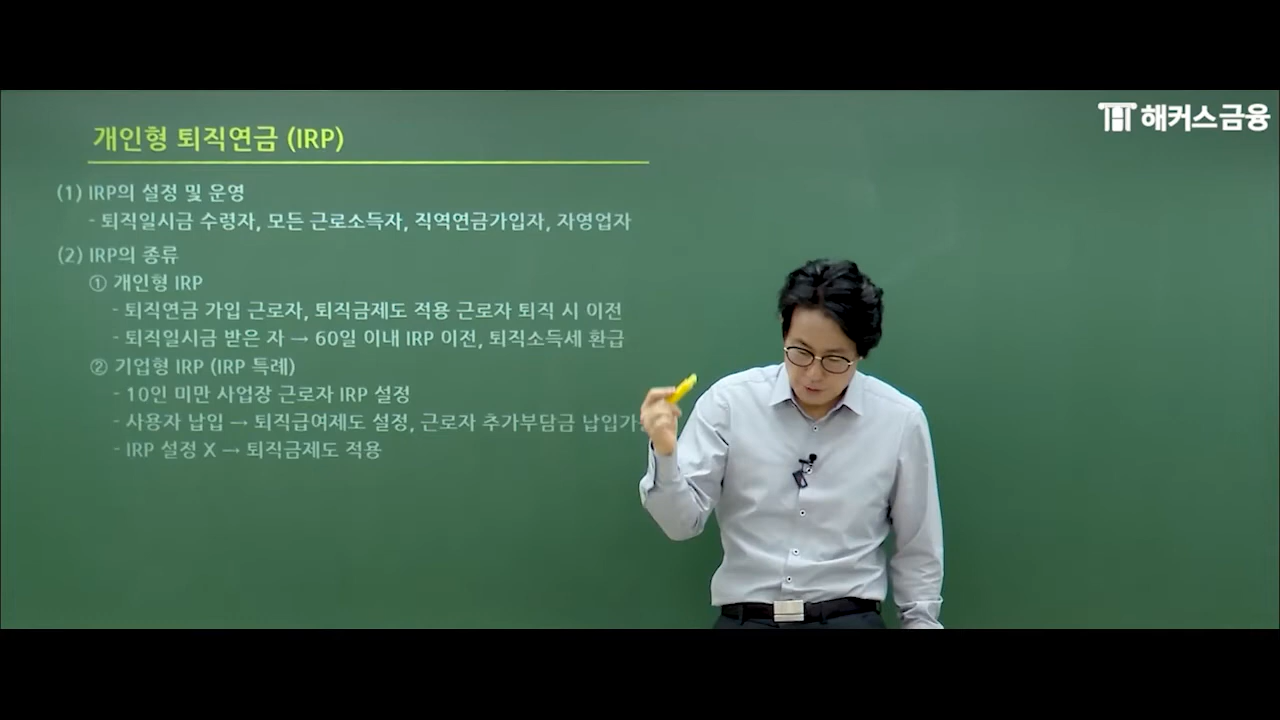 해커스금융
개인형 퇴직연금 (IRP)
(1) IRP의 설정 및 운영
- 퇴직일시금 수령자, 모든 근로소득자, 직역연금가입자, 자영업자
(2) IRP의 종류
① 개인형 IRP
- 퇴직연금 가입 근로자, 퇴직금제도 적용 근로자 퇴직 시 이전
- 퇴직일시금 받은 자 → 60일 이내 IRP 이전, 퇴직소득세 환급
② 기업형 IRP (IRP 특례)
- 10인 미만 사업장 근로자 IRP 설정
- 사용자 납입 → 퇴직급여제도 설정, 근로자 추가부담금 납입가
- IRP 설정 X → 퇴직금제도 적용